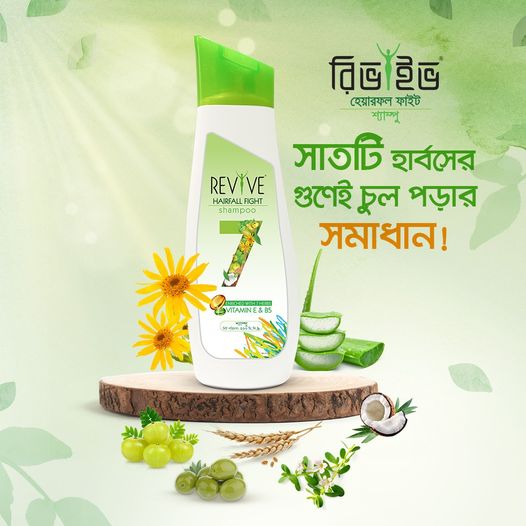 রিভাইভ®
হেয়ারফল ফাইট
শ্যাম্পু
সাতটি হার্বসের
গুণেই চুল পড়ার
সমাধান!
REVIVE®
HAIRFALL FIGHT
shampoo
7
ENRICHED WITH 7 HERBS
VITAMIN E & B5
শ্যাম্পু